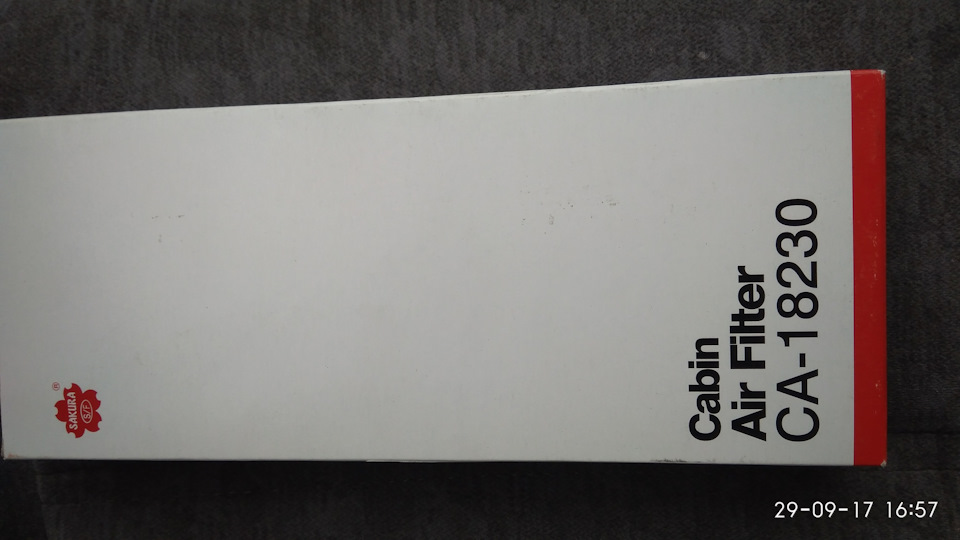 Cabin
Air Filter
CA-18230
SAKURA
S/F
®
29-09-17 16:57